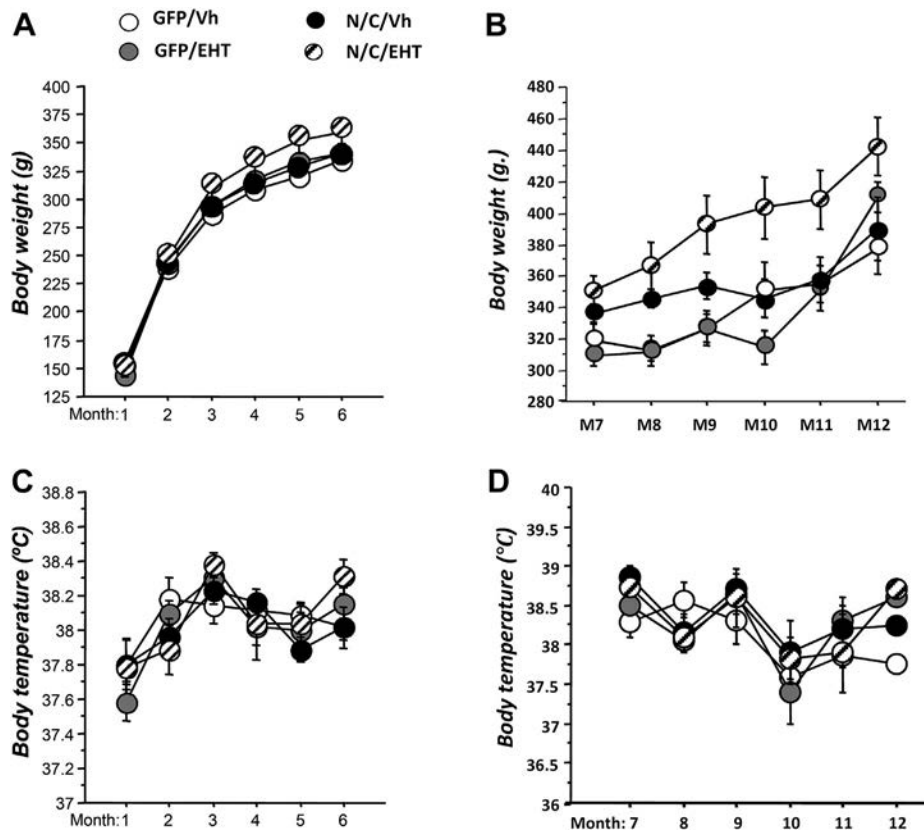 A
GFP/Vh
N/C/Vh
GFP/EHT
N/C/EHT
B
Body weight (g)
400
375
350
325
300
250
225
200
150
125
Month:1 2 3 4 5 6
Body weight (g.)
480
460
440
420
400
380
360
340
320
300
280
M7 M8 M9 M10 M11 M12
C
Body temperature (ºC)
38.8
38.6
38.4
38.2
38
37.8
37.6
37.4
37.2
37
Month:1 2 3 4 5 6
D
Body temperature (°C)
40
39.5
39
38.5
38
37.5
37
36.5
36
Month: 7 8 9 10 11 12